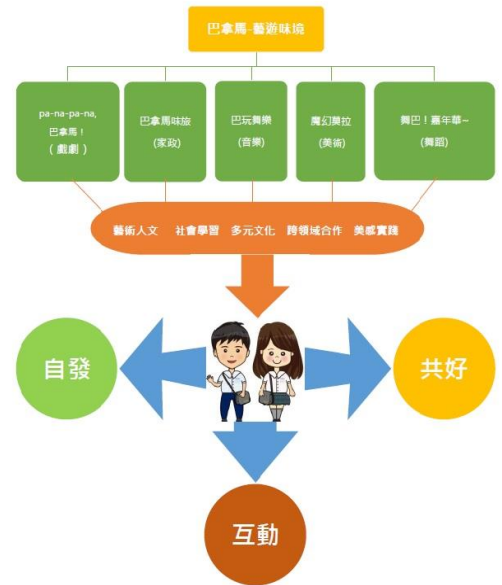 巴拿馬-藝遊味境
pa-na-pa-na,
巴拿馬！
(戲劇)
巴拿馬味旅
(家政)
巴玩舞樂
(音樂)
魔幻莫拉
(美術)
舞巴！嘉年華~
(舞蹈)
藝術人文 社會學習 多元文化 跨領域合作 美感實踐
自發
共好
互動